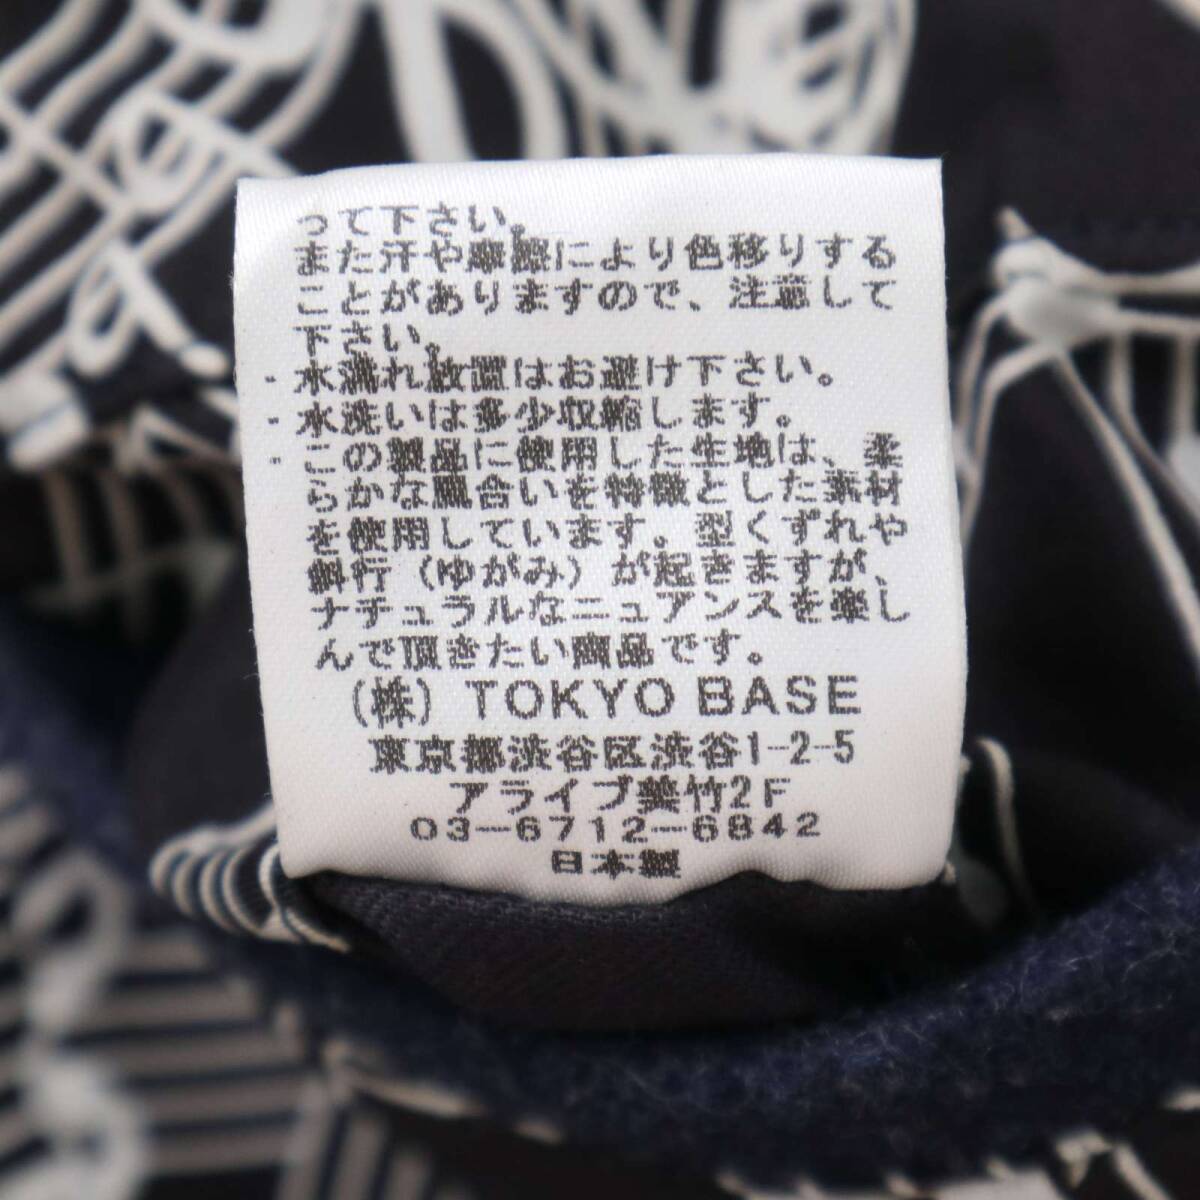 って下さい。
また汗や摩擦により色移りする
ことがありますので、注意して
下さい。
・水濡れ放置はお避け下さい。
・水洗いは多少収縮します。
・この製品に使用した生地は、柔
らかな風合いを特徴とした素材
を使用しています。型くずれや
斜行（ゆがみ）が起きますが、
ナチュラルなニュアンスを楽し
んで頂きたい商品です。
（株）TOKYO BASE
東京都渋谷区渋谷1-2-5
アライブ美竹2F
03-6712-6842
日本製